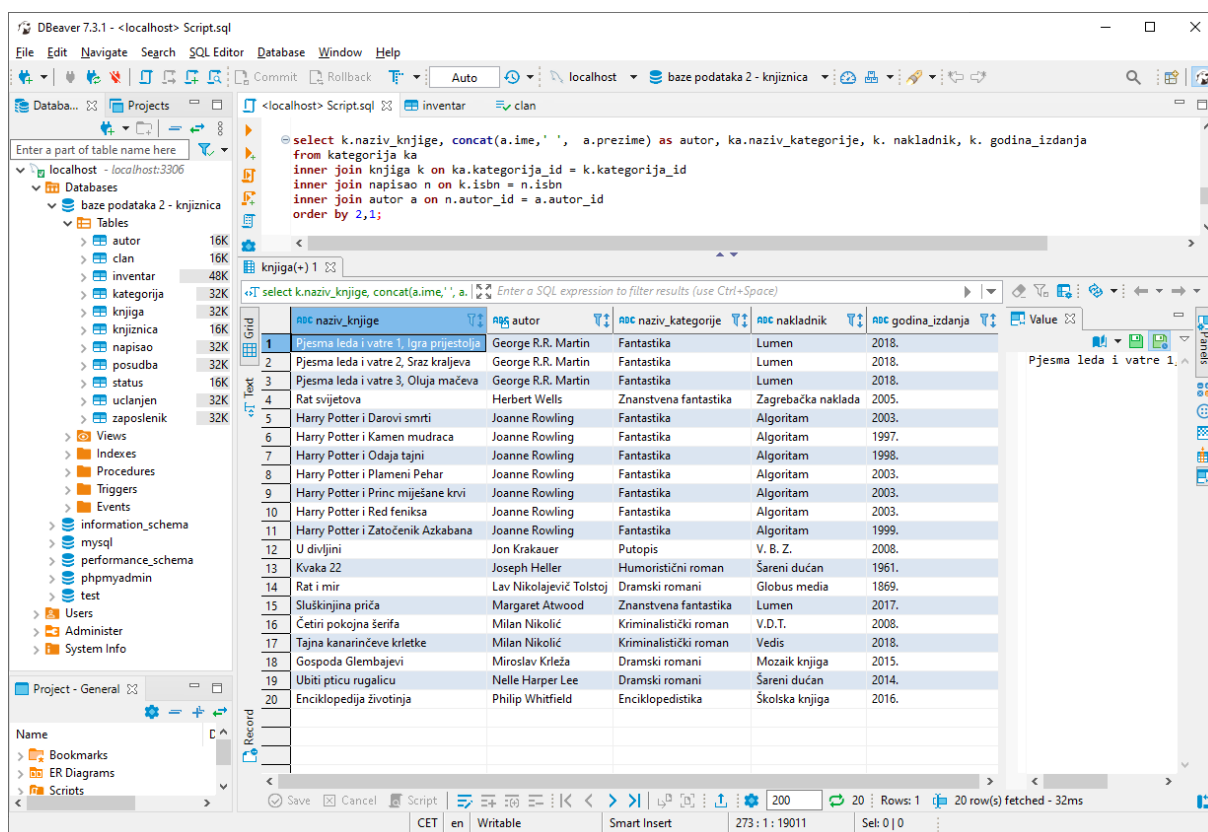 DBeaver 7.3.1 - <localhost> Script.sql
File Edit Navigate Search SQL Editor Database Window Help
Commit Rollback Auto localhost baze podataka 2 - knjiznica
Databa... Projects
<localhost> Script.sql inventar clan
Enter a part of table name here
localhost - localhost:3306
Databases
baze podataka 2 - knjiznica
Tables
autor 16K
clan 16K
inventar 48K
kategorija 32K
knjiga 32K
knjiznica 16K
napisao 32K
posudba 32K
status 16K
uclanjen 32K
zaposlenik 32K
Views
Indexes
Procedures
Triggers
Events
information_schema
mysql
performance_schema
phpmyadmin
test
Users
Administer
System Info
Project - General
Name
Bookmarks
ER Diagrams
Scripts
select k.naziv_knjige, concat(a.ime,' ', a.prezime) as autor, ka.naziv_kategorije, k. nakladnik, k. godina_izdanja
from kategorija ka
inner join knjiga k on ka.kategorija_id = k.kategorija_id
inner join napisao n on k.isbn = n.isbn
inner join autor a on n.autor_id = a.autor_id
order by 2,1;
knjiga(+) 1
select k.naziv_knjige, concat(a.ime,' ', a. Enter a SQL expression to filter results (use Ctrl+Space)
Grid
Text
Record
ABC naziv_knjige ABC autor ABC naziv_kategorije ABC nakladnik ABC godina_izdanja
1 Pjesma leda i vatre 1, Igra prijestolja George R.R. Martin Fantastika Lumen 2018.
2 Pjesma leda i vatre 2, Sraz kraljeva George R.R. Martin Fantastika Lumen 2018.
3 Pjesma leda i vatre 3, Oluja mačeva George R.R. Martin Fantastika Lumen 2018.
4 Rat svijetova Herbert Wells Znanstvena fantastika Zagrebačka naklada 2005.
5 Harry Potter i Darovi smrti Joanne Rowling Fantastika Algoritam 2003.
6 Harry Potter i Kamen mudraca Joanne Rowling Fantastika Algoritam 1997.
7 Harry Potter i Odaja tajni Joanne Rowling Fantastika Algoritam 1998.
8 Harry Potter i Plameni Pehar Joanne Rowling Fantastika Algoritam 2003.
9 Harry Potter i Princ miješane krvi Joanne Rowling Fantastika Algoritam 2003.
10 Harry Potter i Red feniksa Joanne Rowling Fantastika Algoritam 2003.
11 Harry Potter i Zatočenik Azkabana Joanne Rowling Fantastika Algoritam 1999.
12 U divljini Jon Krakauer Putopis V. B. Z. 2008.
13 Kvaka 22 Joseph Heller Humoristični roman Šareni dućan 1961.
14 Rat i mir Lav Nikolajevič Tolstoj Dramski romani Globus media 1869.
15 Sluškinjina priča Margaret Atwood Znanstvena fantastika Lumen 2017.
16 Četiri pokojna šerifa Milan Nikolić Kriminalistički roman V.D.T. 2008.
17 Tajna kanarinčeve krletke Milan Nikolić Kriminalistički roman Vedis 2018.
18 Gospoda Glembajevi Miroslav Krleža Dramski romani Mozaik knjiga 2015.
19 Ubiti pticu rugalicu Nelle Harper Lee Dramski romani Šareni dućan 2014.
20 Enciklopedija životinja Philip Whitfield Enciklopedistika Školska knjiga 2016.
Value
Pjesma leda i vatre 1,
Panels
Save Cancel Script 200 20 Rows: 1 20 row(s) fetched - 32ms
CET en Writable Smart Insert 273 : 1 : 19011 Sel: 0 | 0